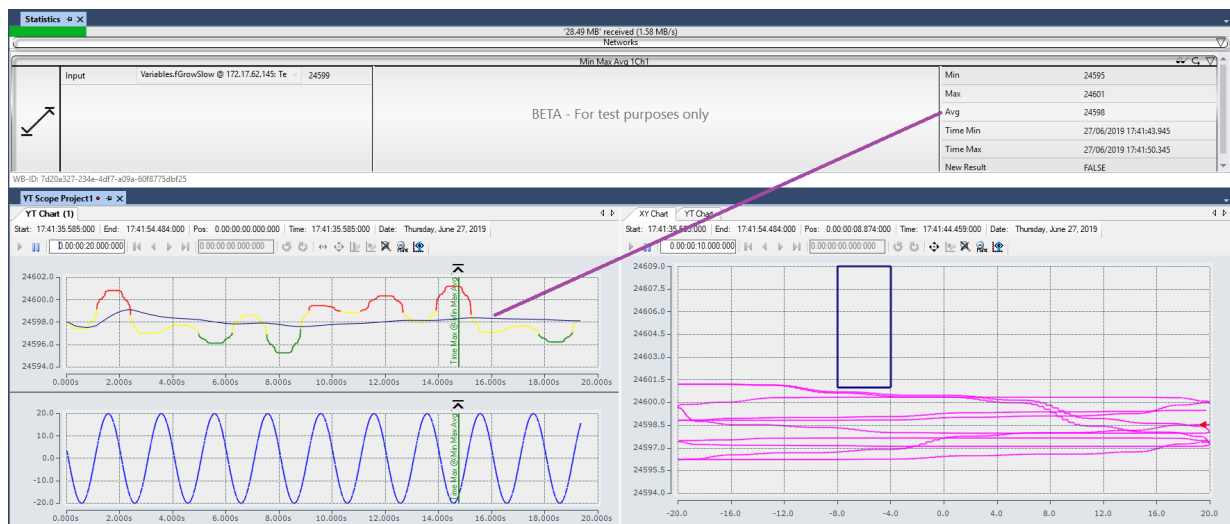 Statistics
'28.49 MB' received (1.58 MB/s)
Networks
Min Max Avg 1Ch1
Input Variables.fGrowSlow @ 172.17.62.145: Te 24599
BETA - For test purposes only
Min 24595
Max 24601
Avg 24598
Time Min 27/06/2019 17:41:43.945
Time Max 27/06/2019 17:41:50.345
New Result FALSE
WB-ID: 7d20a327-234e-4df7-a09a-60f8775dbf25
YT Scope Project1
YT Chart (1)
Start: 17:41:35.585:000 End: 17:41:54.484:000 Pos: 0.00:00:00.000:000 Time: 17:41:35.585:000 Date: Thursday, June 27, 2019
0.00:00:20.000:000 0.00:00:00.000:000
24602.0
24600.0
24598.0
24596.0
24594.0
Time Max @ Min Max Avg
0.000s 2.000s 4.000s 6.000s 8.000s 10.000s 12.000s 14.000s 16.000s 18.000s 20.000s
20.0
10.0
0.0
-10.0
-20.0
Time Max @ Min Max Avg
0.000s 2.000s 4.000s 6.000s 8.000s 10.000s 12.000s 14.000s 16.000s 18.000s 20.000s
XY Chart YT Chart
Start: 17:41:35.585:000 End: 17:41:54.484:000 Pos: 0.00:00:08.874:000 Time: 17:41:44.459:000 Date: Thursday, June 27, 2019
0.00:00:10.000:000 0.00:00:00.000:000
24609.0
24607.5
24606.0
24604.5
24603.0
24601.5
24600.0
24598.5
24597.0
24595.5
24594.0
-20.0 -16.0 -12.0 -8.0 -4.0 0.0 4.0 8.0 12.0 16.0 20.0